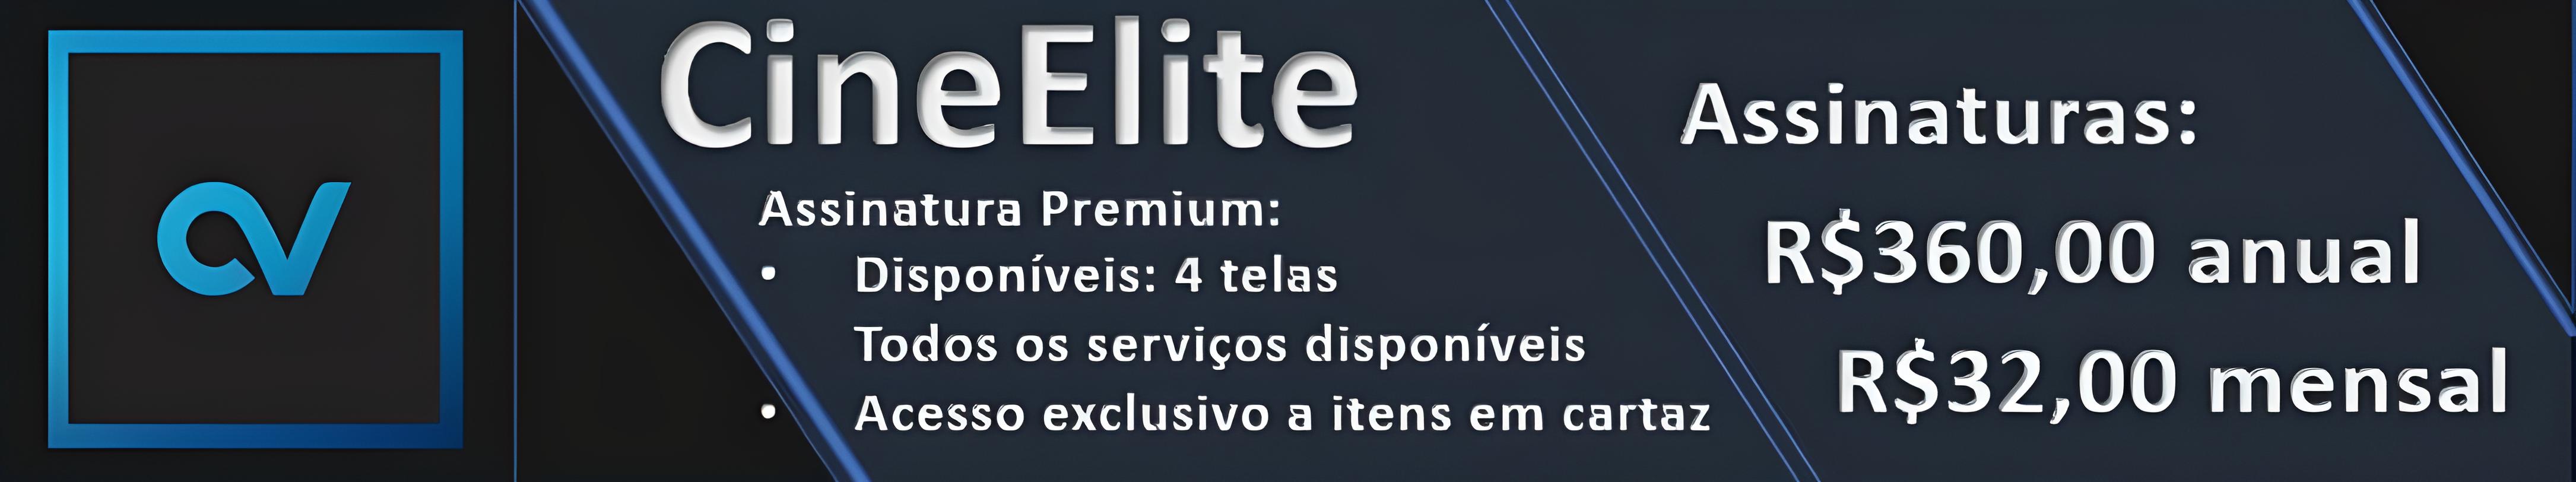 CV
CineElite
Assinatura Premium:
• Disponíveis: 4 telas
Todos os serviços disponíveis
• Acesso exclusivo a itens em cartaz
Assinaturas:
R$360,00 anual
R$32,00 mensal